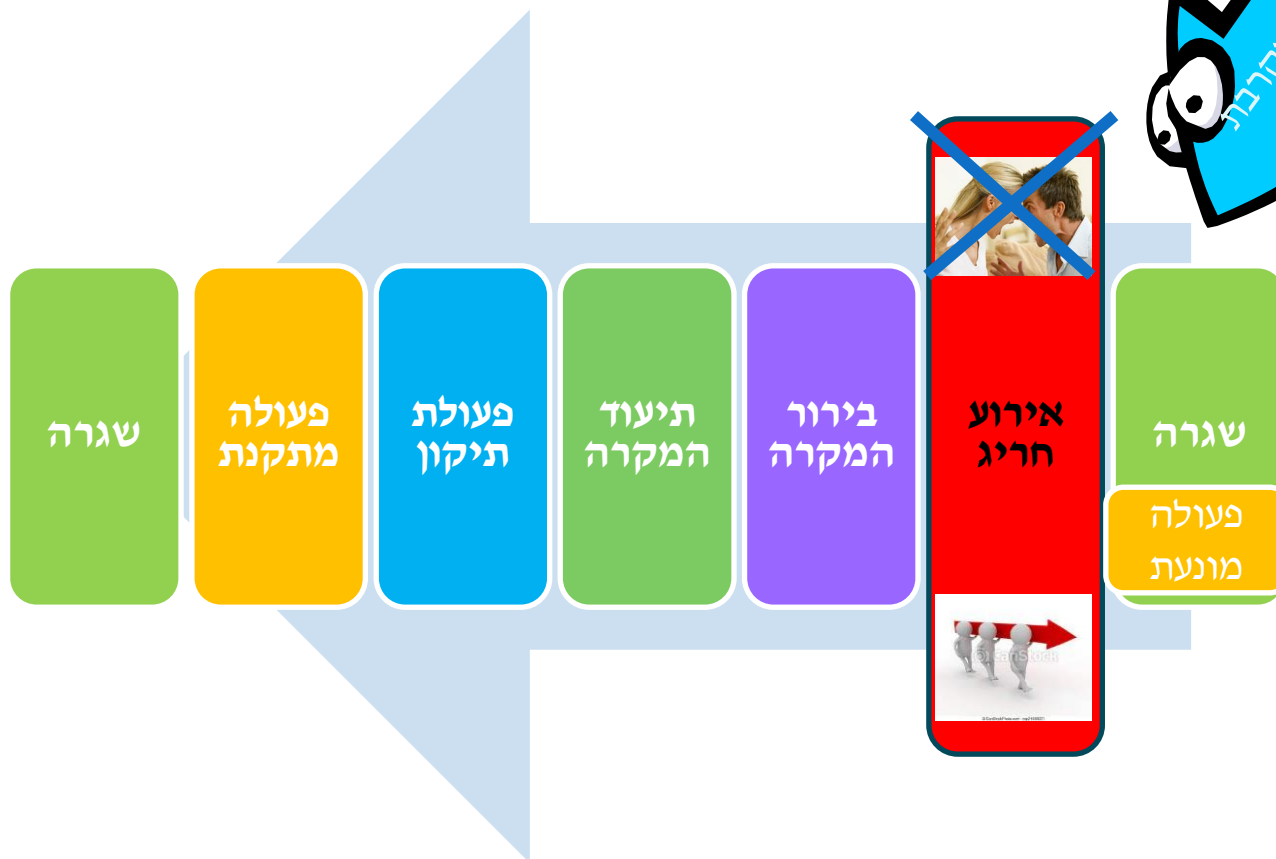 שגרה
פעולה
מונעת
אירוע
חריג
בירור
המקרה
תיעוד
המקרה
פעולת
תיקון
פעולה
מתקנת
שגרה